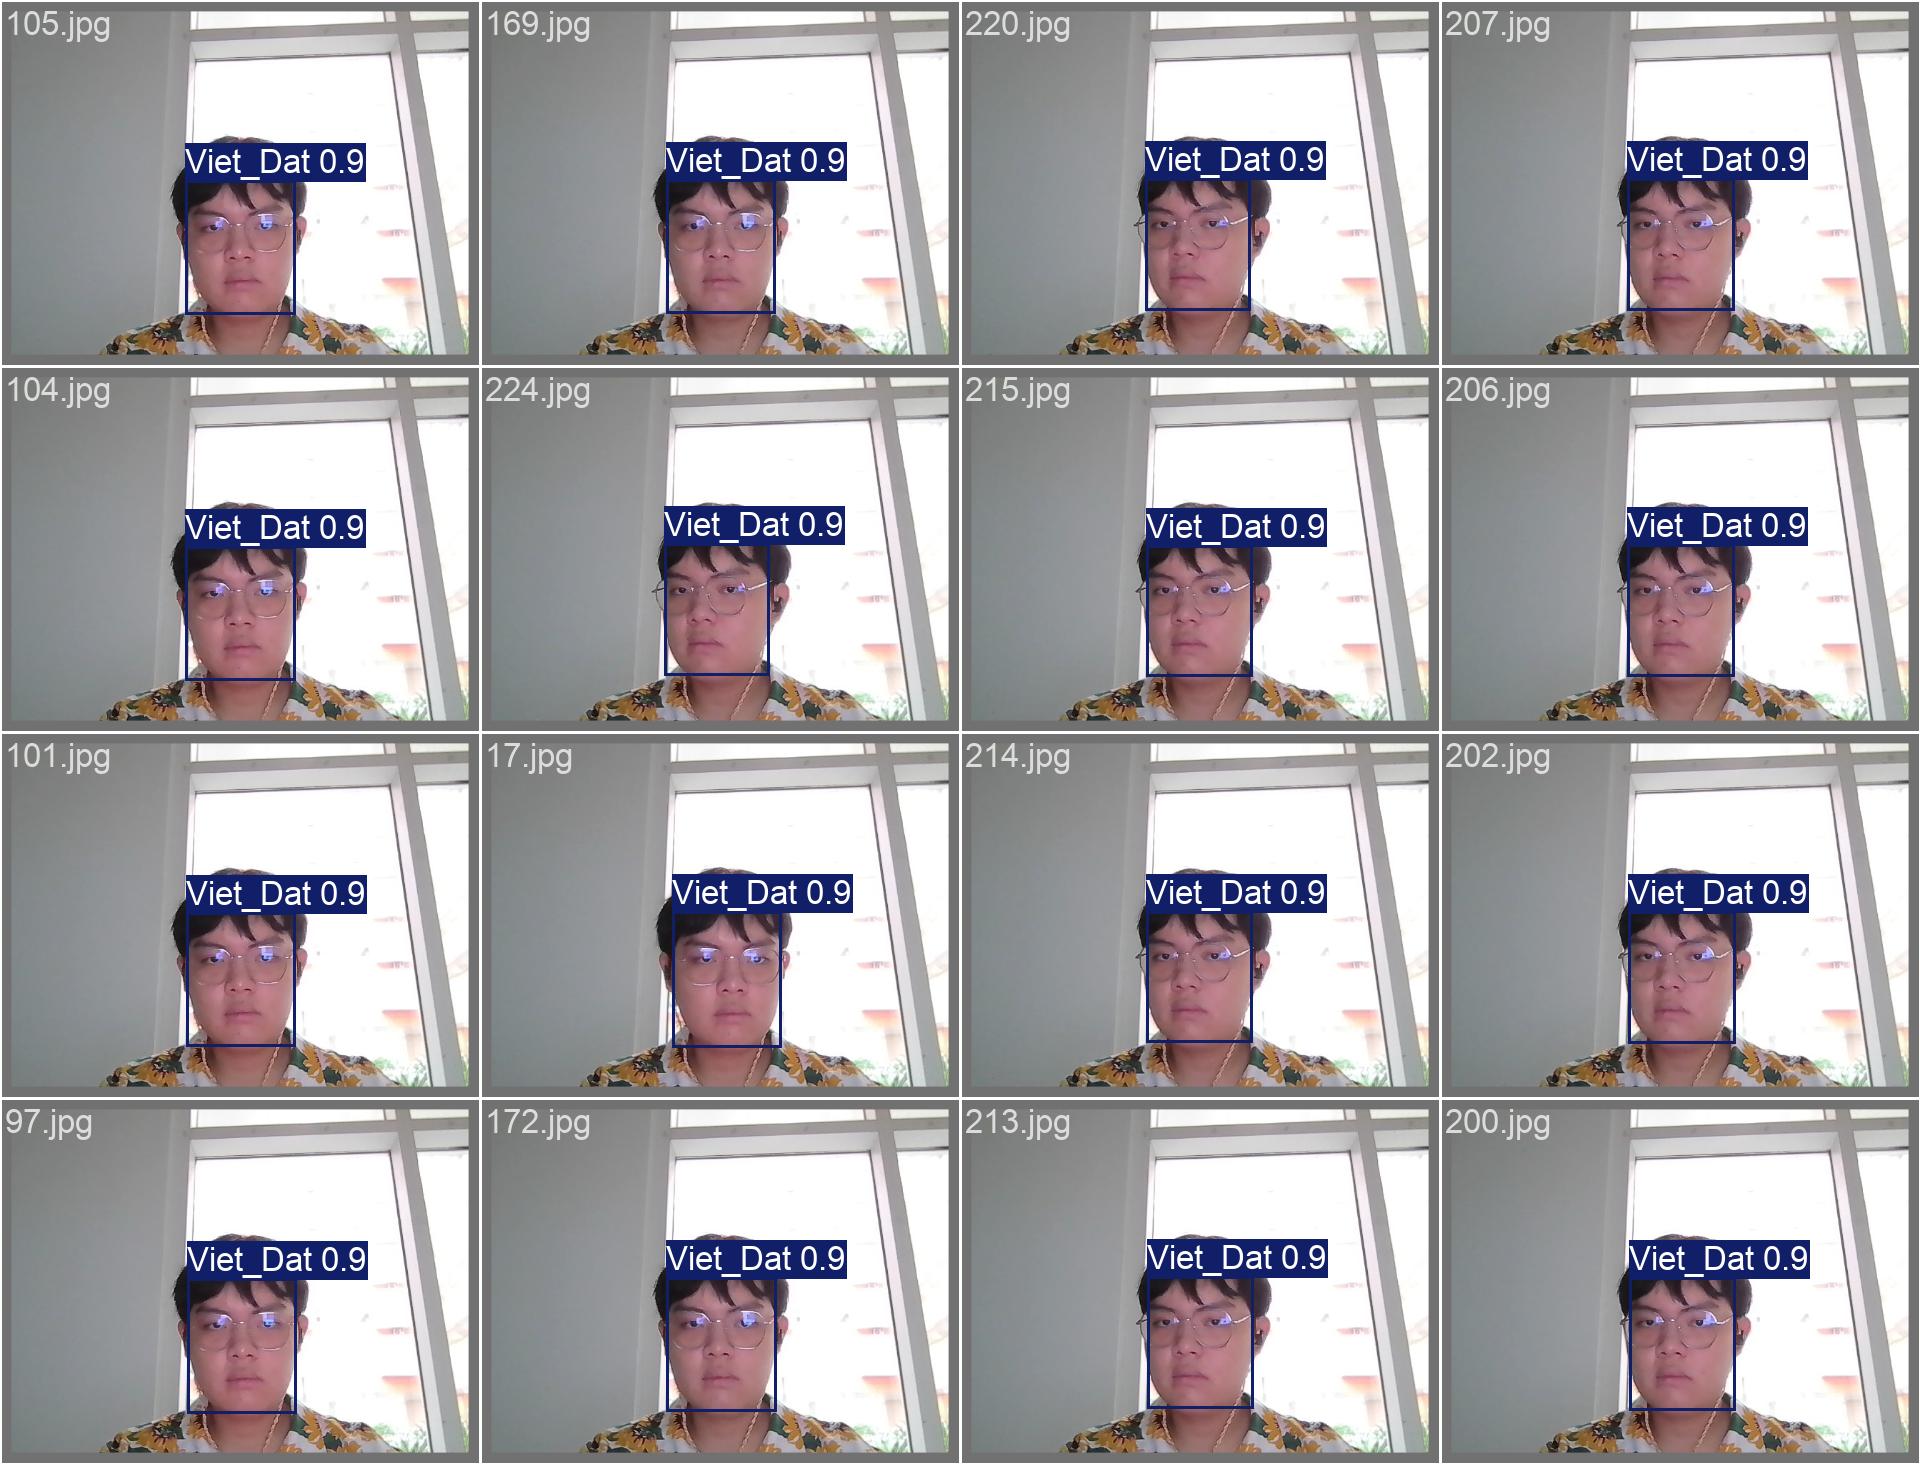 105.jpg
Viet_Dat 0.9
169.jpg
Viet_Dat 0.9
220.jpg
Viet_Dat 0.9
207.jpg
Viet_Dat 0.9
104.jpg
Viet_Dat 0.9
224.jpg
Viet_Dat 0.9
215.jpg
Viet_Dat 0.9
206.jpg
Viet_Dat 0.9
101.jpg
Viet_Dat 0.9
17.jpg
Viet_Dat 0.9
214.jpg
Viet_Dat 0.9
202.jpg
Viet_Dat 0.9
97.jpg
Viet_Dat 0.9
172.jpg
Viet_Dat 0.9
213.jpg
Viet_Dat 0.9
200.jpg
Viet_Dat 0.9